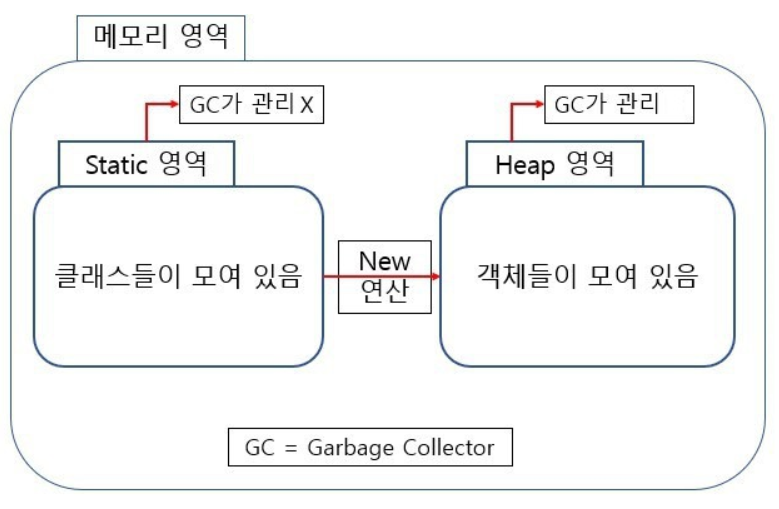 메모리 영역
GC가 관리 X
GC가 관리
Static 영역
Heap 영역
클래스들이 모여 있음
New
연산
객체들이 모여 있음
GC = Garbage Collector